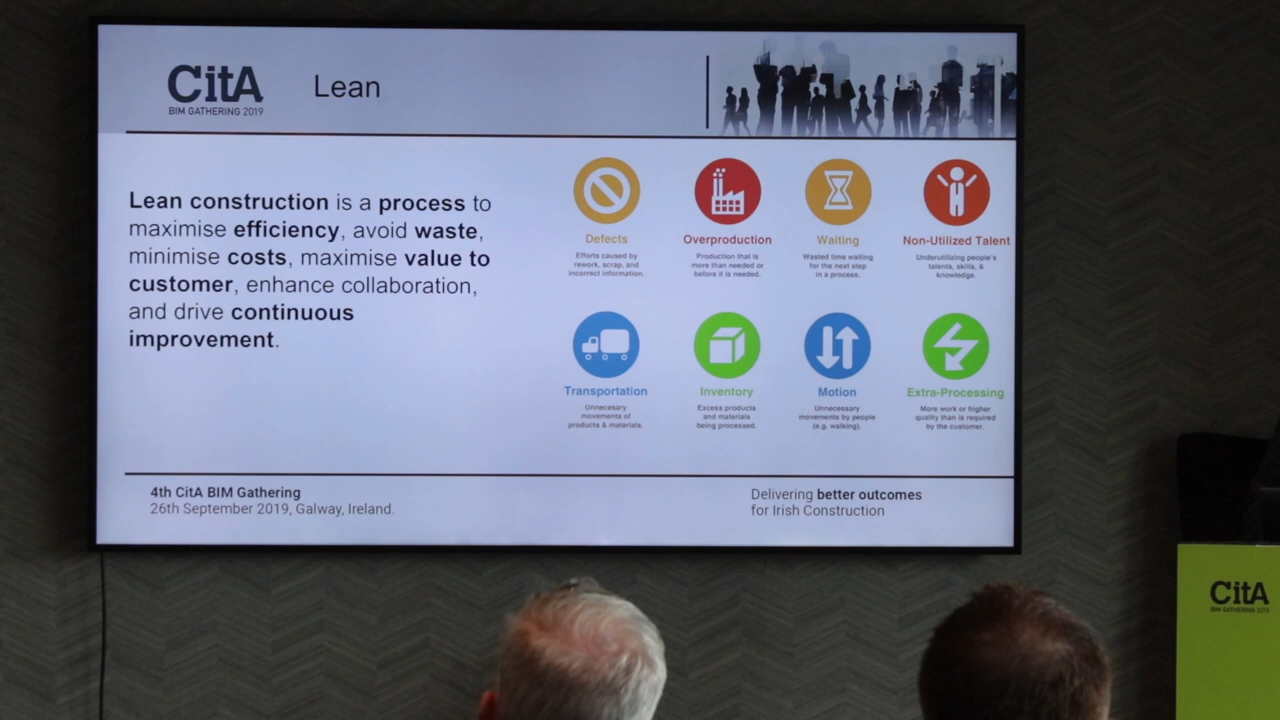 CitA
BIM GATHERING 2019
Lean
Lean construction is a process to
maximise efficiency, avoid waste,
minimise costs, maximise value to
customer, enhance collaboration,
and drive continuous
improvement.
Defects
Efforts caused by
rework, scrap, and
incorrect information.
Overproduction
Production that is
more than needed or
before it is needed.
Waiting
Wasted time waiting
for the next step
in a process.
Non-Utilized Talent
Underutilizing people's
talents, skills, &
knowledge.
Transportation
Unnecesary
movements of
products & materials.
Inventory
Excess products
and materials
being processed.
Motion
Unnecessary
movements by people
(e.g. walking).
Extra-Processing
More work or higher
quality than is required
by the customer.
4th CitA BIM Gathering
26th September 2019, Galway, Ireland.
Delivering better outcomes
for Irish Construction
CitA
BIM GATHERING 2019